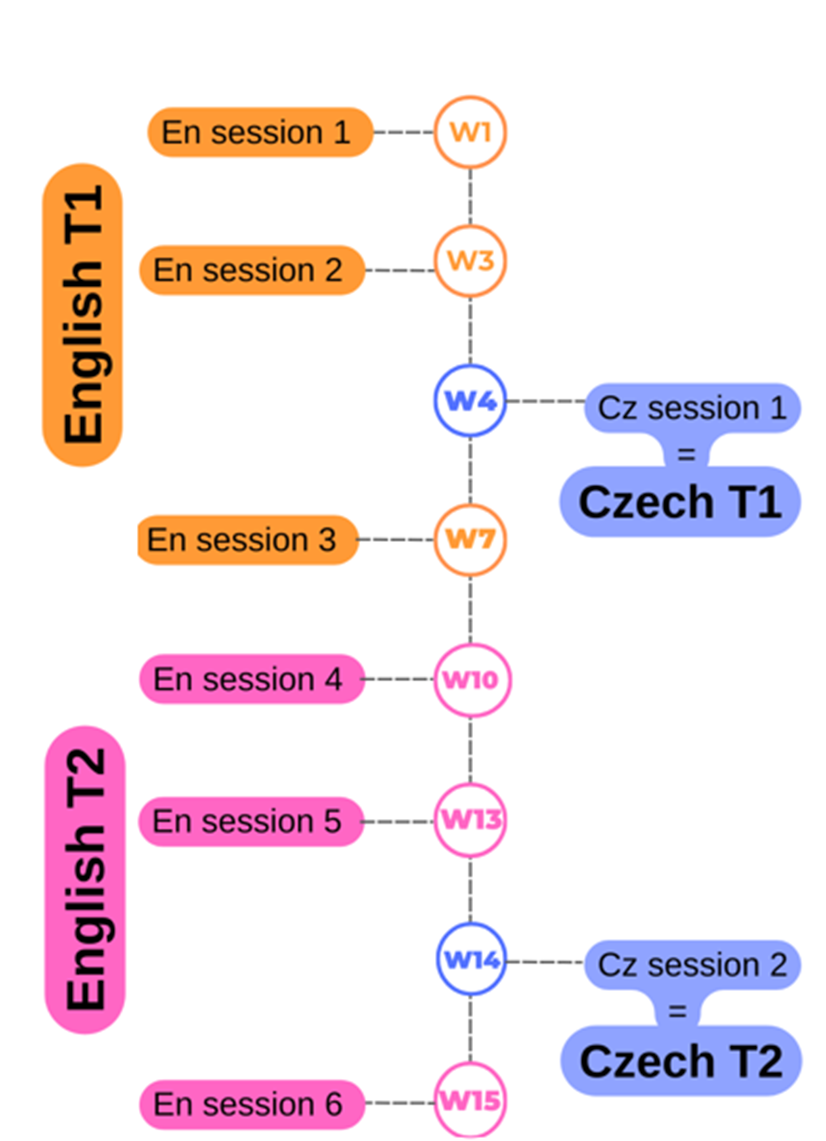 En session 1
W1
English T1
En session 2
W3
W4
Cz session 1
=
Czech T1
En session 3
W7
En session 4
W10
English T2
En session 5
W13
W14
Cz session 2
=
Czech T2
En session 6
W15